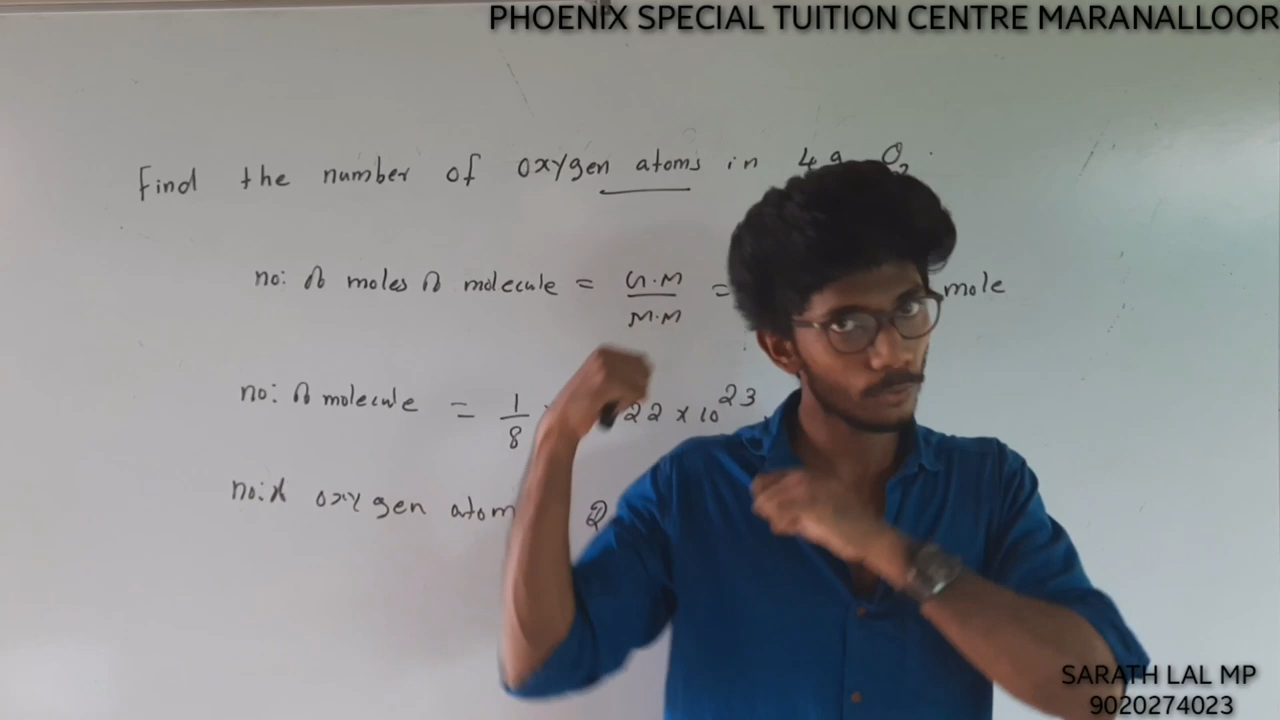 PHOENIX SPECIAL TUITION CENTRE MARANALLOOR
Find the number of oxygen atoms in 4g O2.
no: of moles of molecule = G.M / M.M = mole
no: of molecule = 1/8 22 × 10^23
no: of oxygen atom 2
SARATH LAL MP
9020274023